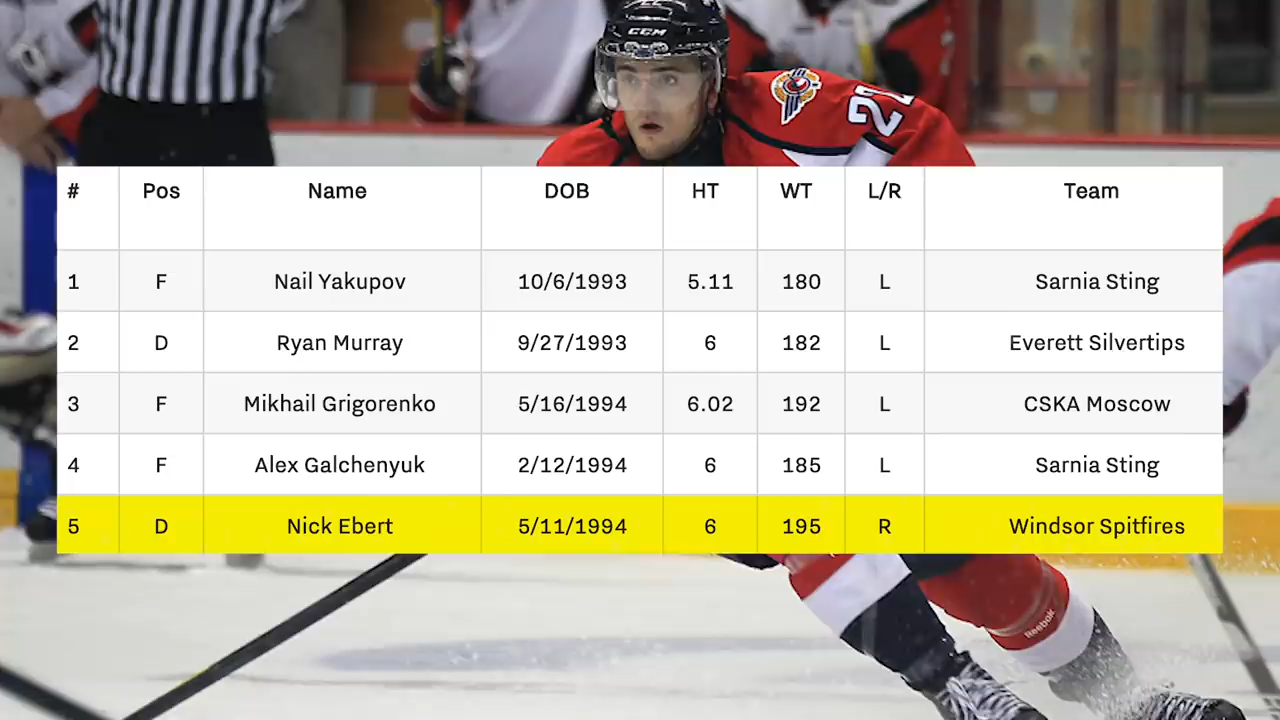 CCM
22
# Pos Name DOB HT WT L/R Team
1 F Nail Yakupov 10/6/1993 5.11 180 L Sarnia Sting
2 D Ryan Murray 9/27/1993 6 182 L Everett Silvertips
3 F Mikhail Grigorenko 5/16/1994 6.02 192 L CSKA Moscow
4 F Alex Galchenyuk 2/12/1994 6 185 L Sarnia Sting
5 D Nick Ebert 5/11/1994 6 195 R Windsor Spitfires
Reebok